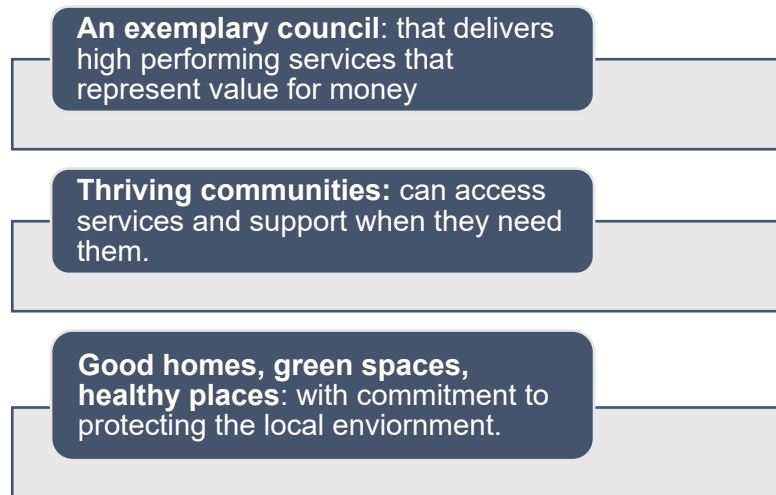 An exemplary council: that delivers
high performing services that
represent value for money
Thriving communities: can access
services and support when they need
them.
Good homes, green spaces,
healthy places: with commitment to
protecting the local enviornment.